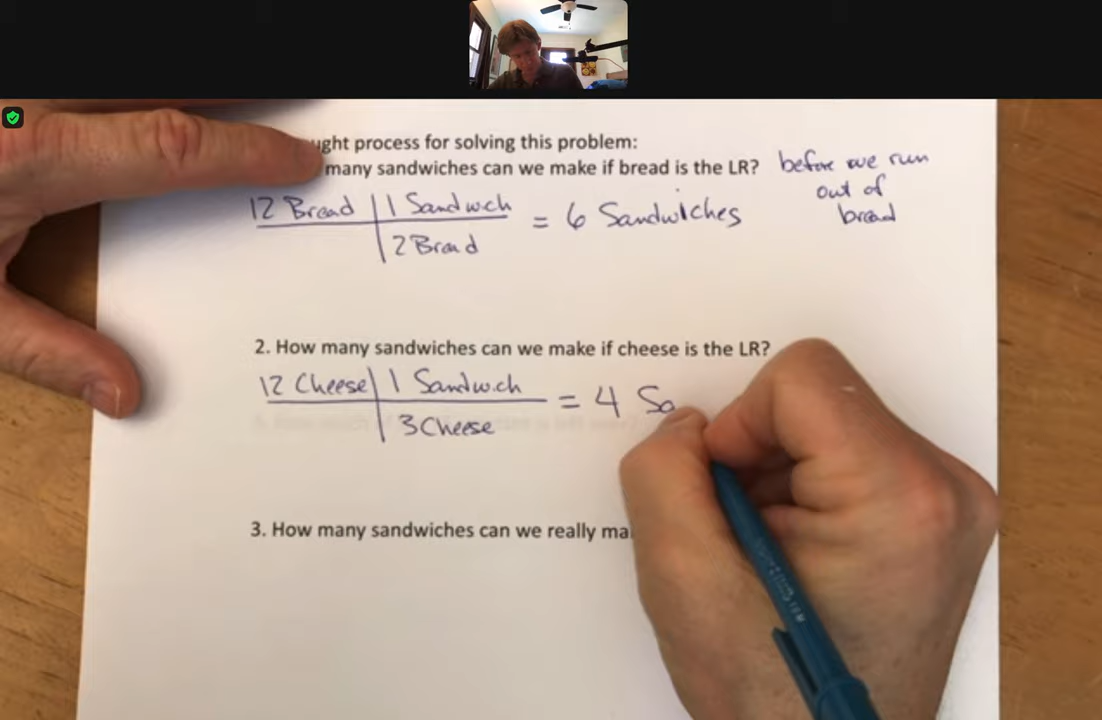 ught process for solving this problem:
many sandwiches can we make if bread is the LR? before we run
out of
bread
12 Bread 1 Sandwich = 6 Sandwiches
2 Bread
2. How many sandwiches can we make if cheese is the LR?
12 Cheese 1 Sandwich = 4 Sa
3 Cheese
3. How many sandwiches can we really ma